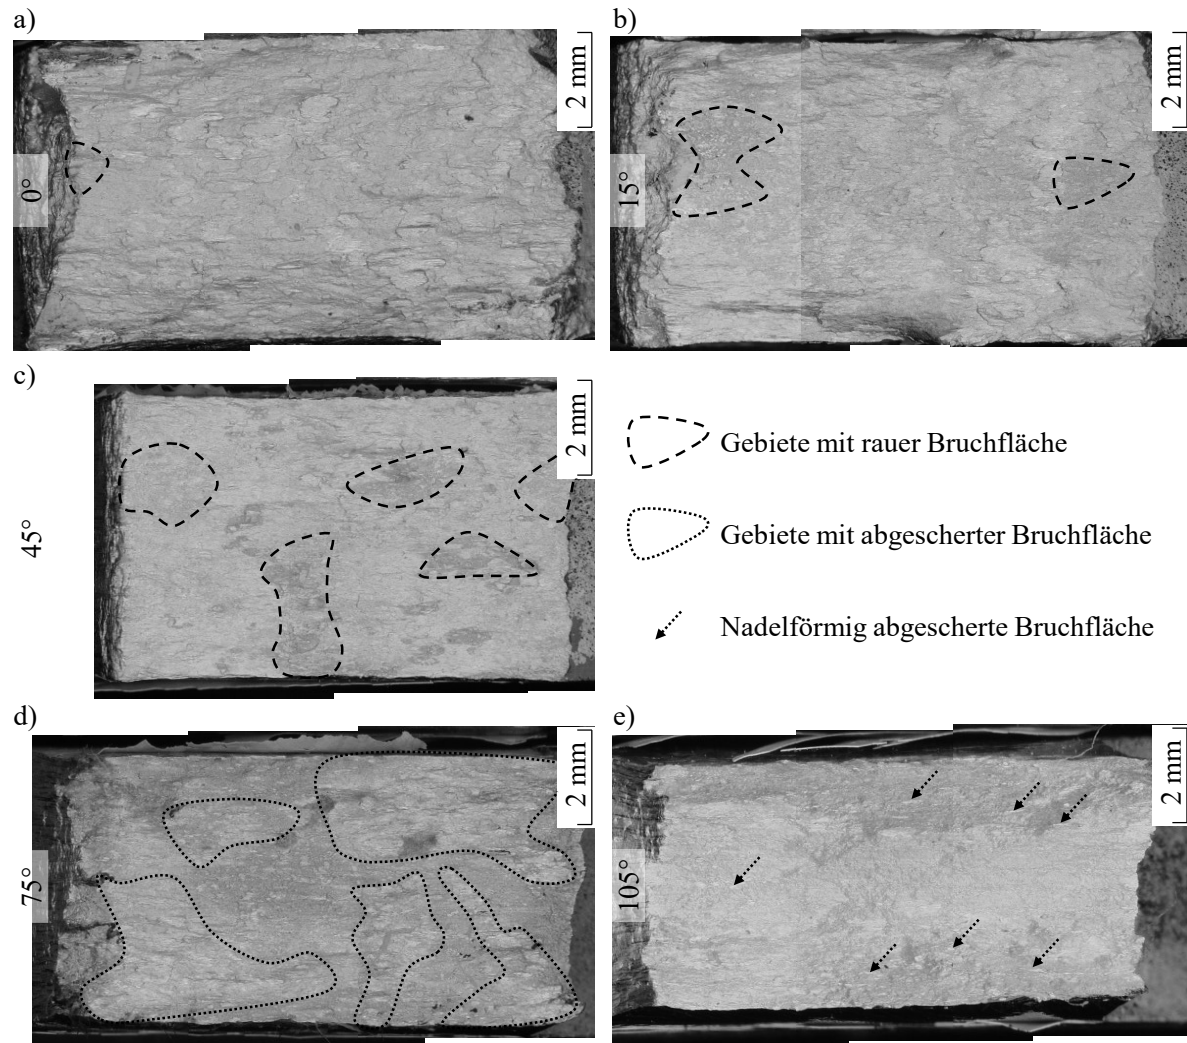 a)
0°
2 mm
b)
15°
2 mm
c)
45°
2 mm
Gebiete mit rauer Bruchfläche
Gebiete mit abgescherter Bruchfläche
Nadelförmig abgescherte Bruchfläche
d)
75°
2 mm
e)
105°
2 mm